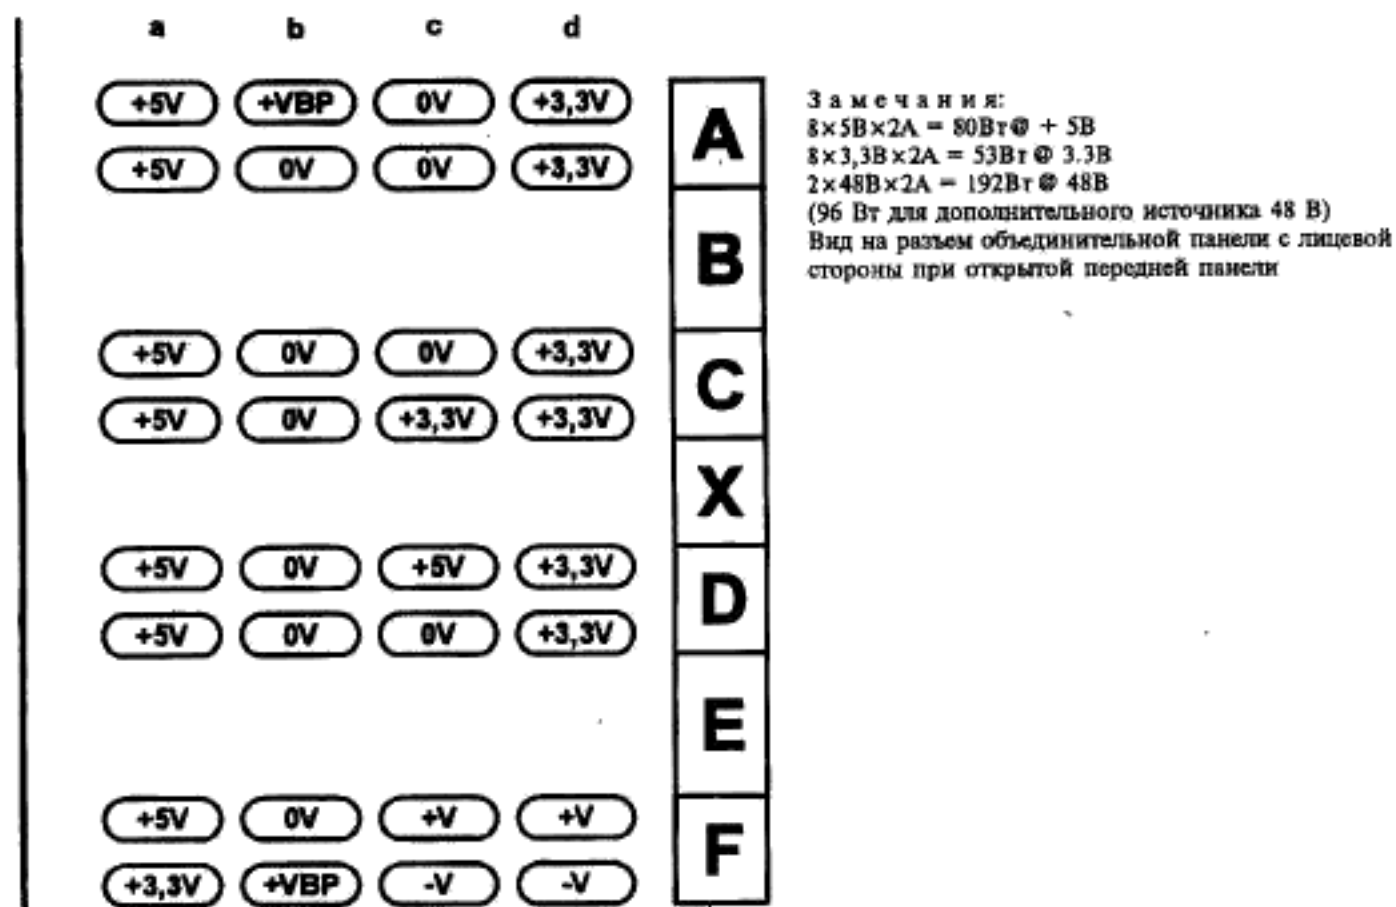 a b c d
+5V +VBP 0V +3,3V
+5V 0V 0V +3,3V
A
B
+5V 0V 0V +3,3V
+5V 0V +3,3V +3,3V
C
X
+5V 0V +5V +3,3V
+5V 0V 0V +3,3V
D
E
+5V 0V +V +V
+3,3V +VBP -V -V
F
Замечания:
8×5В×2А = 80Вт@ + 5В
8×3,3В×2А = 53Вт @ 3.3В
2×48В×2А = 192Вт @ 48В
(96 Вт для дополнительного источника 48 В)
Вид на разъем объединительной панели с лицевой
стороны при открытой передней панели